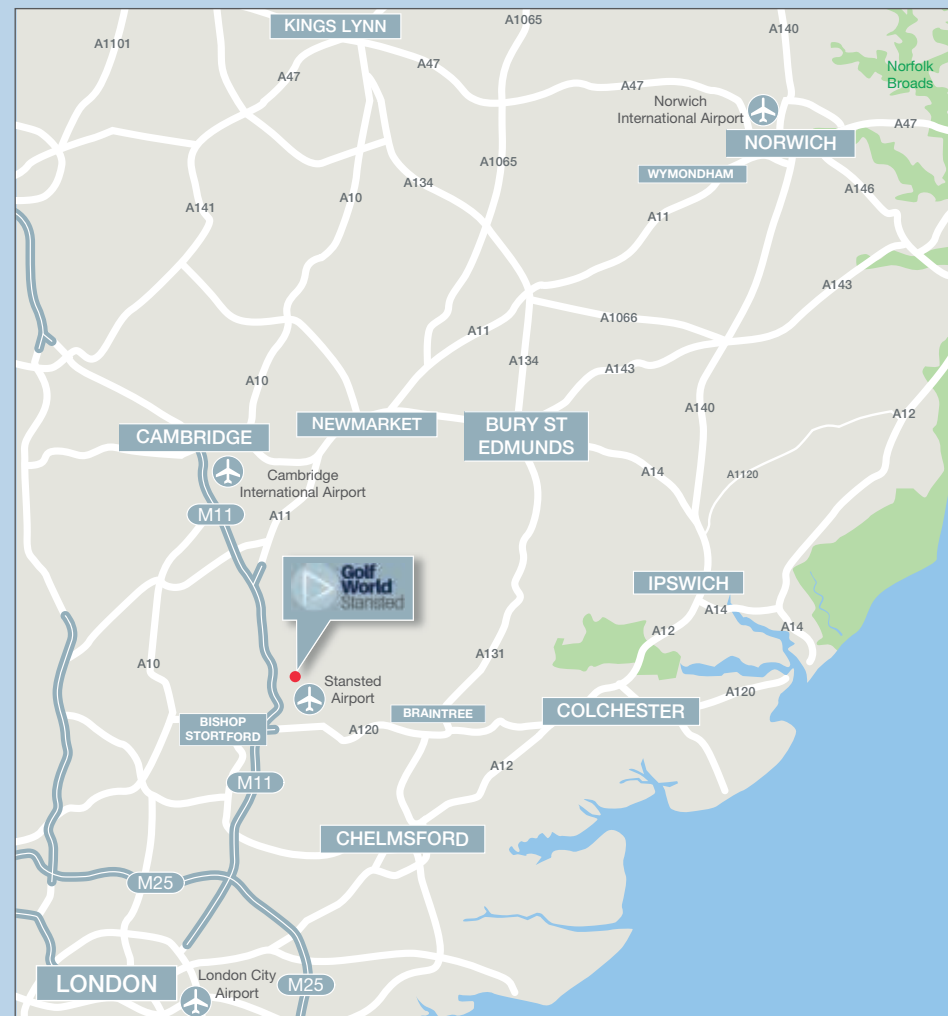 KINGS LYNN
A1065
A140
A1101
A47
A47
A47
Norfolk
Broads
Norwich
International Airport
NORWICH
A47
A1065
WYMONDHAM
A134
A10
A146
A141
A11
A143
A11
A1066
A134
A143
A10
A140
NEWMARKET
BURY ST
EDMUNDS
A12
CAMBRIDGE
Cambridge
International Airport
A14
A1120
M11
A11
Golf
World
Stansted
IPSWICH
A14
A14
A12
A10
A131
Stansted
Airport
A120
BRAINTREE
COLCHESTER
BISHOP
STORTFORD
A120
A12
M11
CHELMSFORD
M25
LONDON
London City
Airport
M25